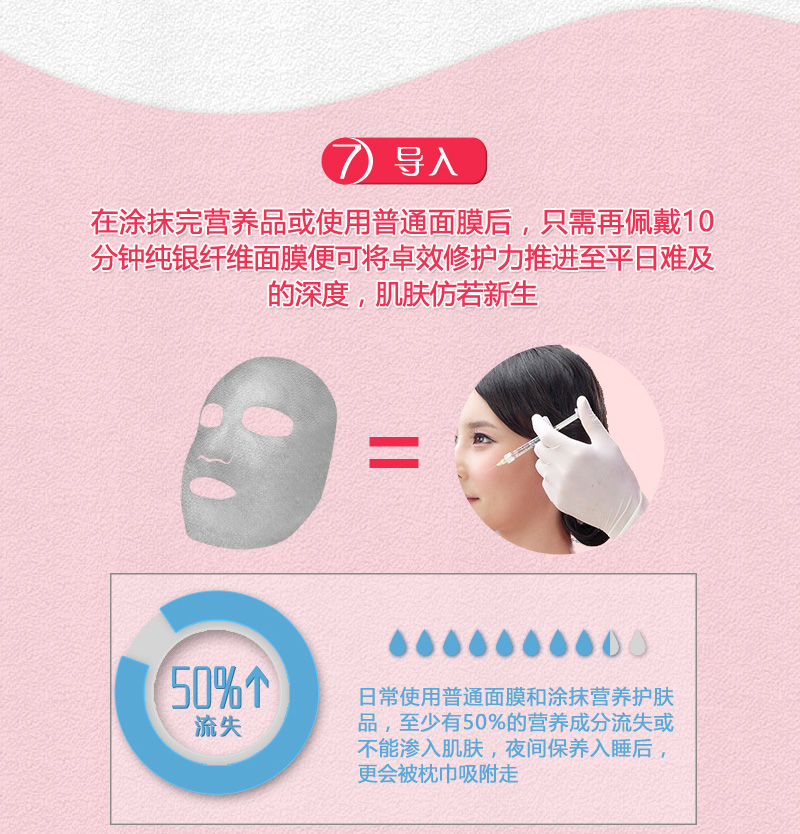 7 导入
在涂抹完营养品或使用普通面膜后，只需再佩戴10
分钟纯银纤维面膜便可将卓效修护力推进至平日难及
的深度，肌肤仿若新生
=
50%↑
流失
日常使用普通面膜和涂抹营养护肤
品，至少有50%的营养成分流失或
不能渗入肌肤，夜间保养入睡后，
更会被枕巾吸附走